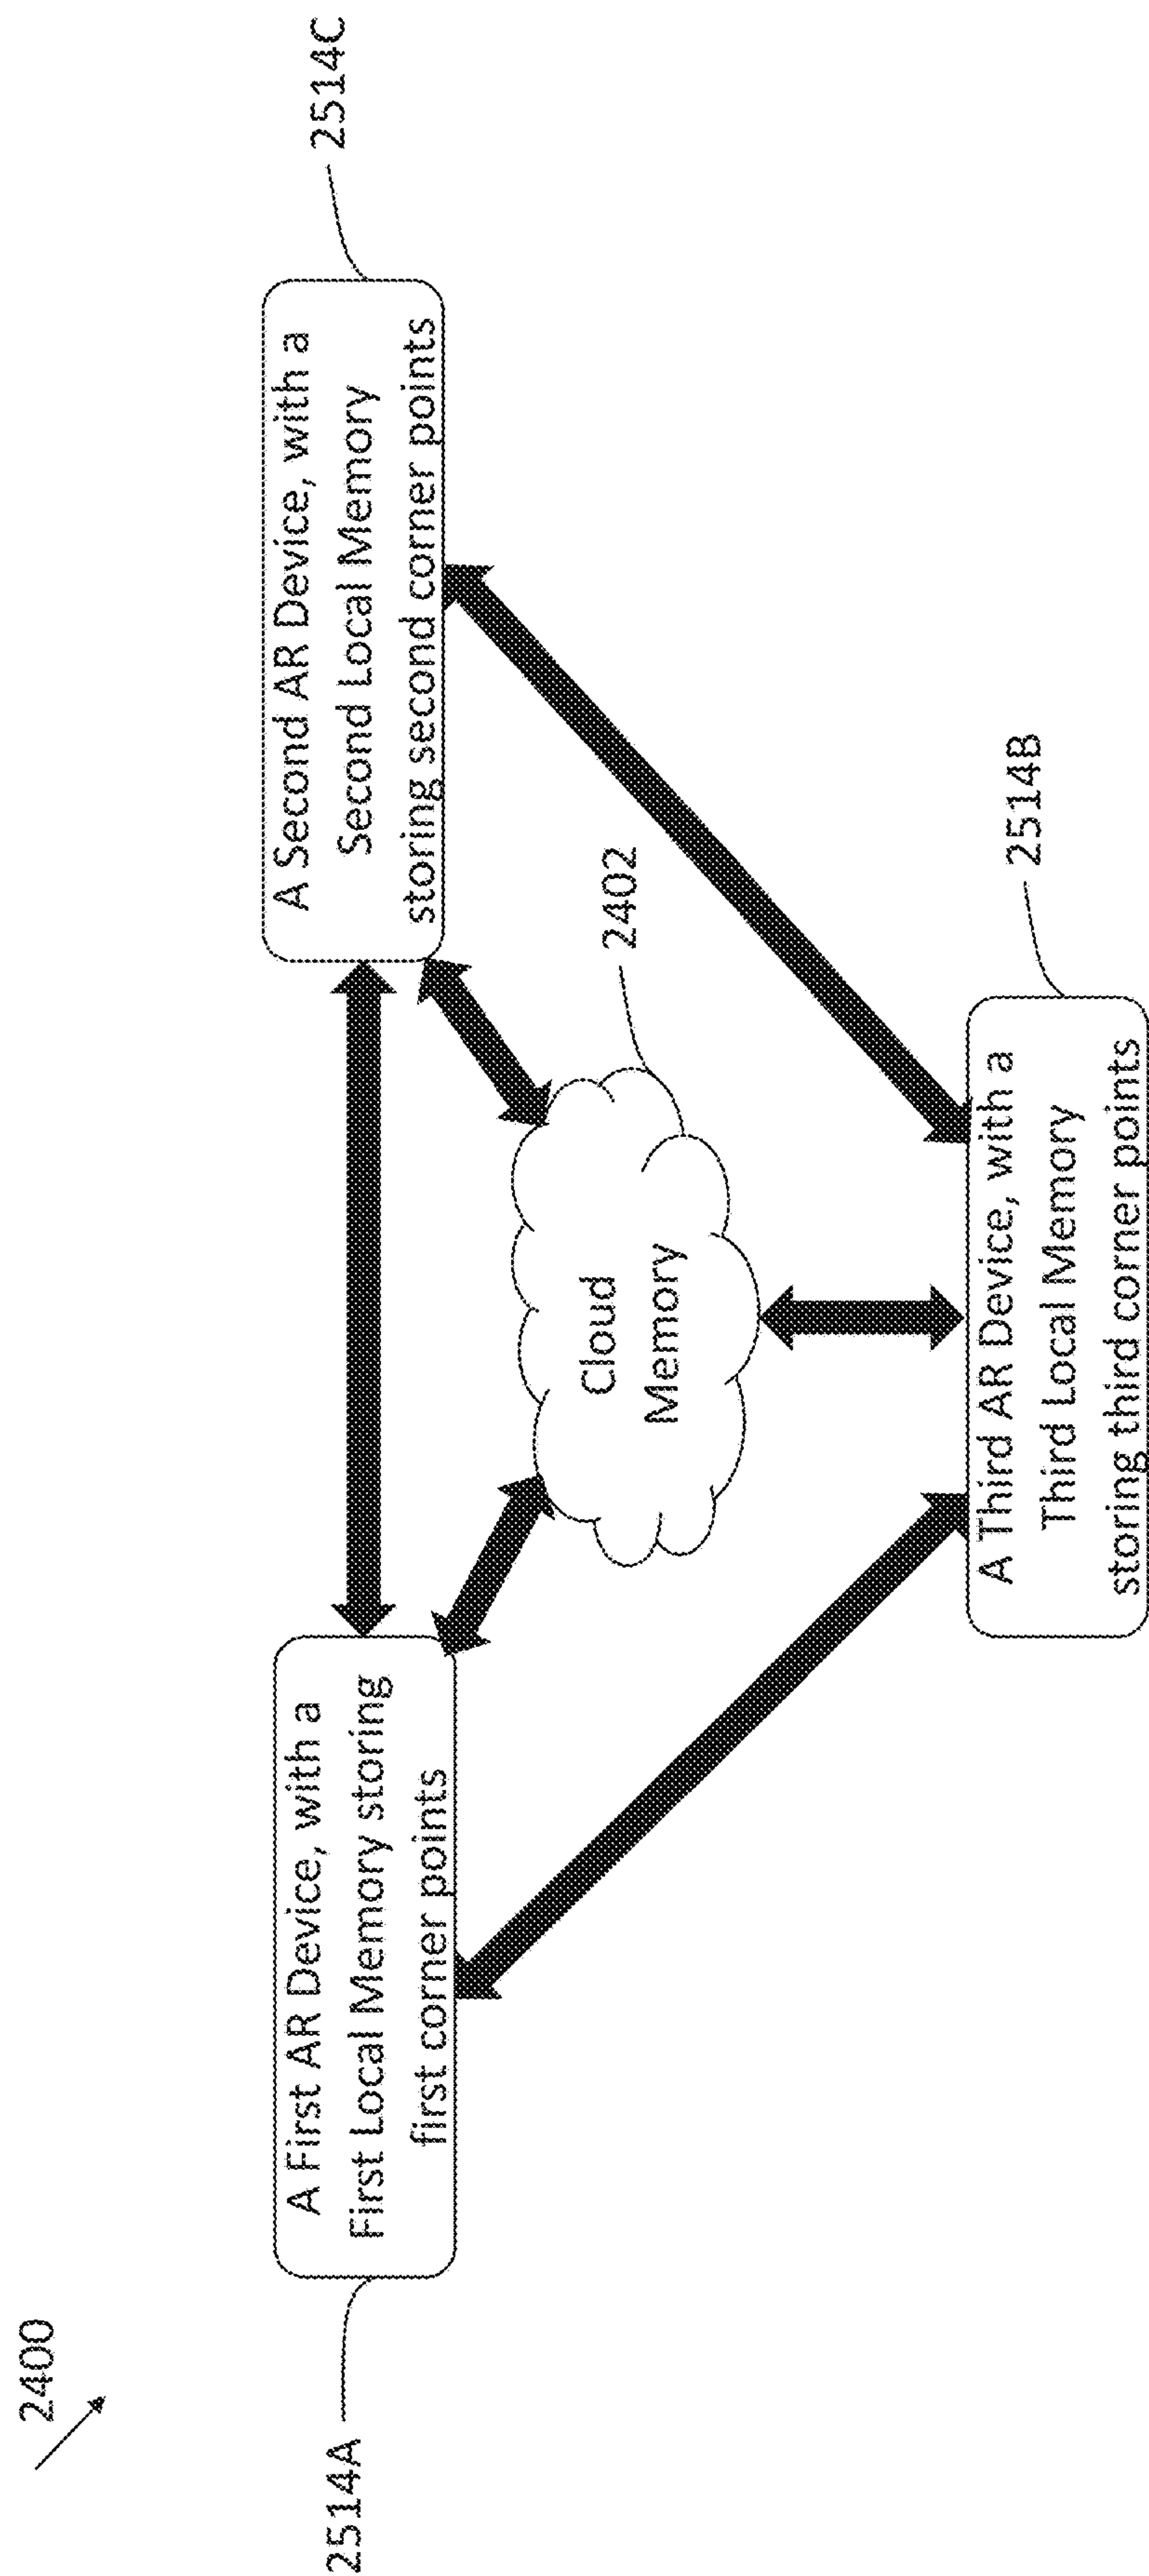 2400
2514A
A First AR Device, with a
First Local Memory storing
first corner points
A Second AR Device, with a
Second Local Memory
storing second corner points
2514C
Cloud
Memory
2402
A Third AR Device, with a
Third Local Memory
storing third corner points
2514B